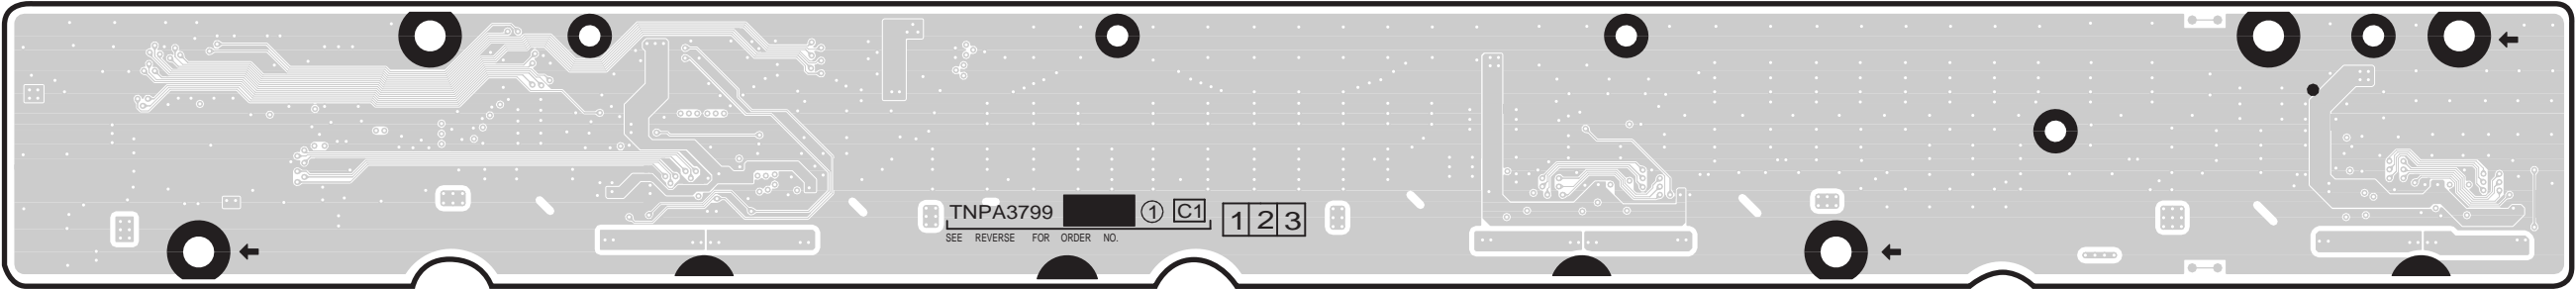 TNPA3799 1 C1 1 2 3
SEE REVERSE FOR ORDER NO.